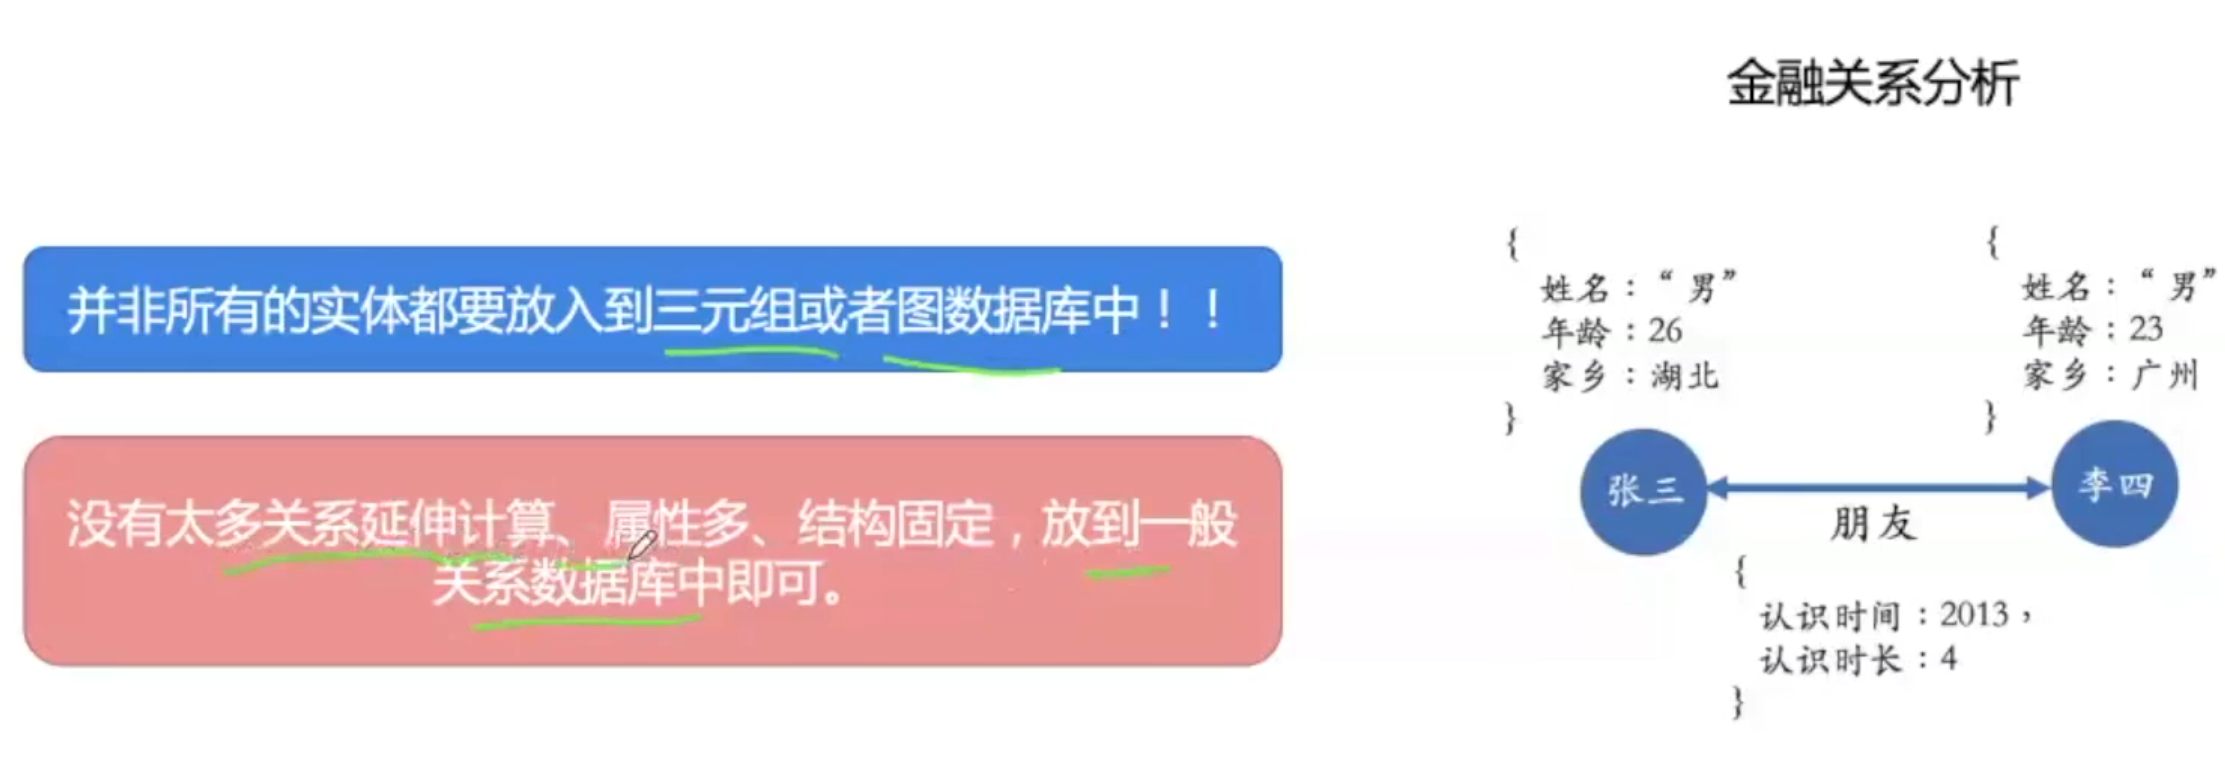 金融关系分析
并非所有的实体都要放入到三元组或者图数据库中！！
没有太多关系延伸计算、属性多、结构固定，放到一般
关系数据库中即可。
{
姓名：“男”
年龄：26
家乡：湖北
}
{
姓名：“男”
年龄：23
家乡：广州
}
张三
李四
朋友
{
认识时间：2013，
认识时长：4
}